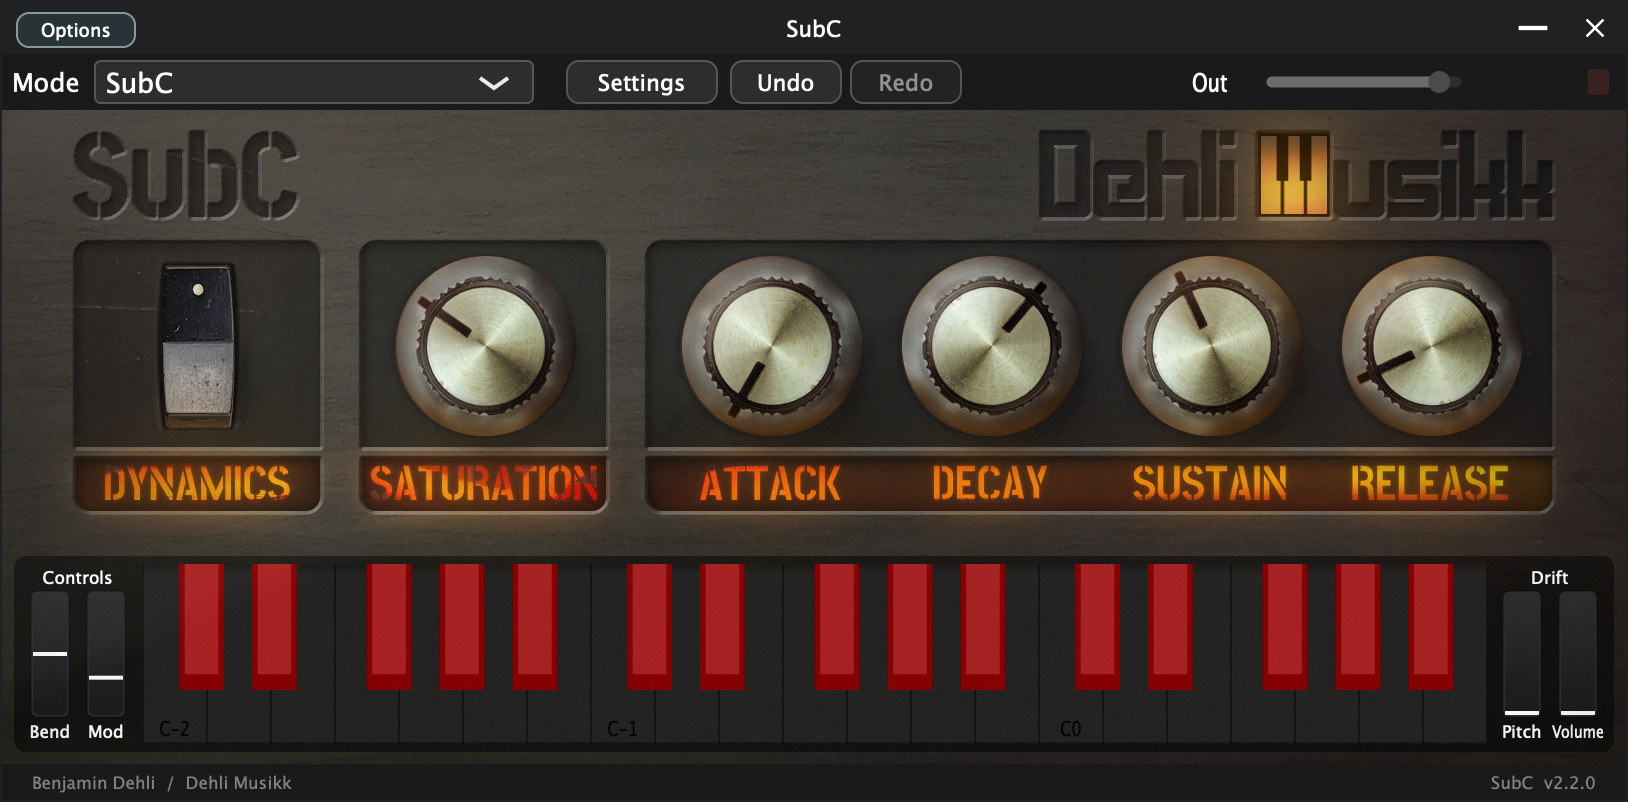 Options
SubC
Mode
SubC
Settings
Undo
Redo
Out
SubC
Dehli Musikk
DYNAMICS
SATURATION
ATTACK
DECAY
SUSTAIN
RELEASE
Controls
Drift
C-2
C-1
C0
Bend
Mod
Pitch
Volume
Benjamin Dehli / Dehli Musikk
SubC v2.2.0